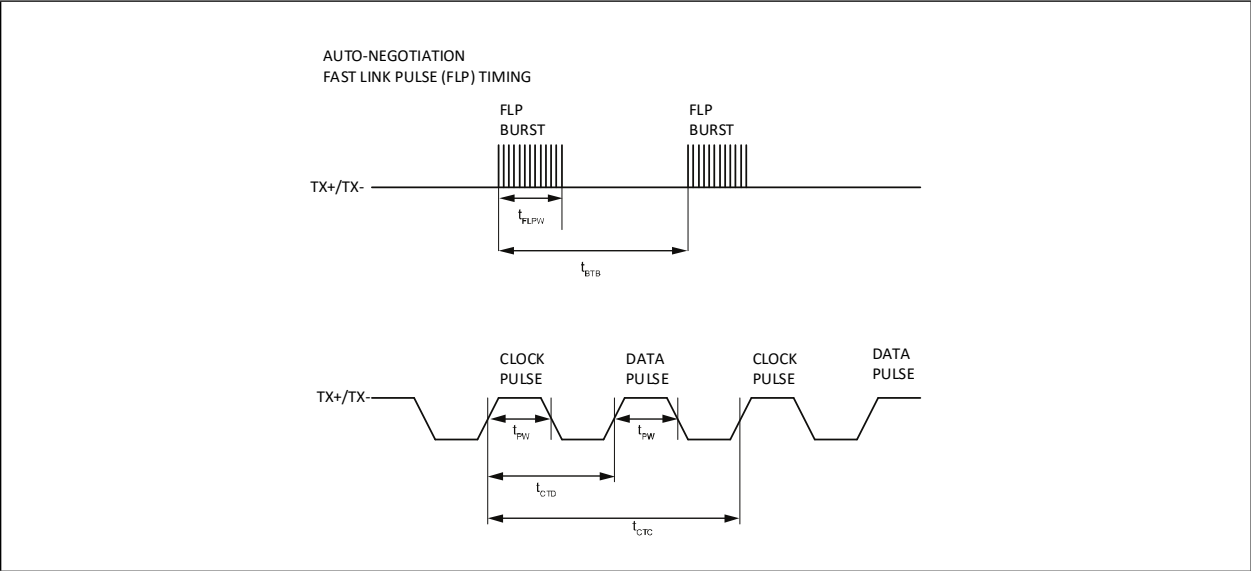 AUTO-NEGOTIATION
FAST LINK PULSE (FLP) TIMING
FLP
BURST
FLP
BURST
TX+/TX-
tFLPW
tBTB
CLOCK
PULSE
DATA
PULSE
CLOCK
PULSE
DATA
PULSE
TX+/TX-
tPW
tPW
tCTD
tCTC